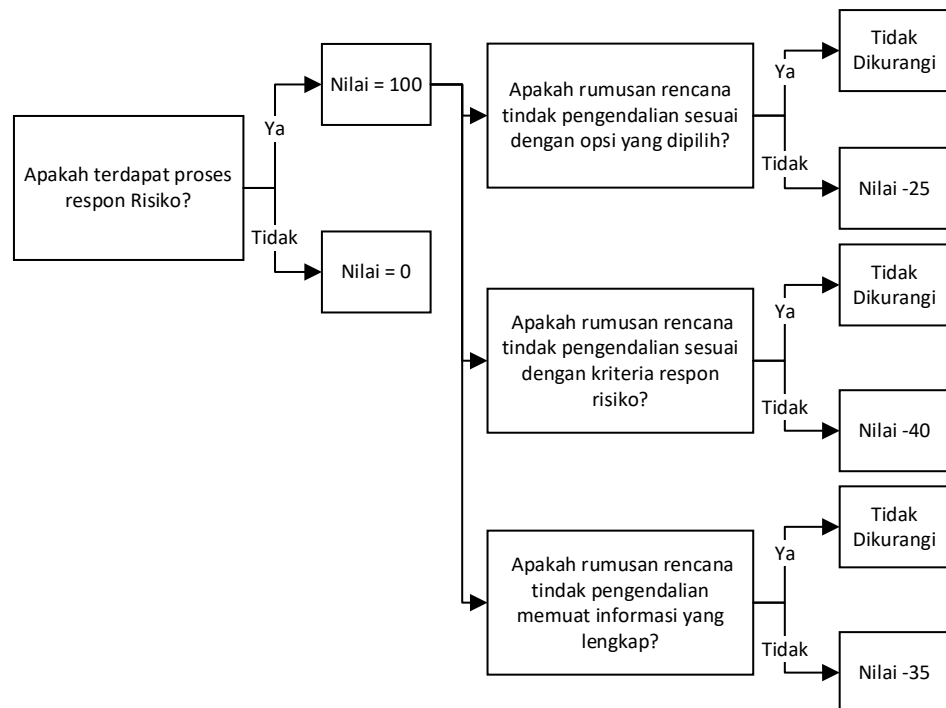 Apakah terdapat proses
respon Risiko?
Ya
Tidak
Nilai = 100
Nilai = 0
Apakah rumusan rencana
tindak pengendalian sesuai
dengan opsi yang dipilih?
Ya
Tidak
Tidak
Dikurangi
Nilai -25
Apakah rumusan rencana
tindak pengendalian sesuai
dengan kriteria respon
risiko?
Ya
Tidak
Tidak
Dikurangi
Nilai -40
Apakah rumusan rencana
tindak pengendalian
memuat informasi yang
lengkap?
Ya
Tidak
Tidak
Dikurangi
Nilai -35